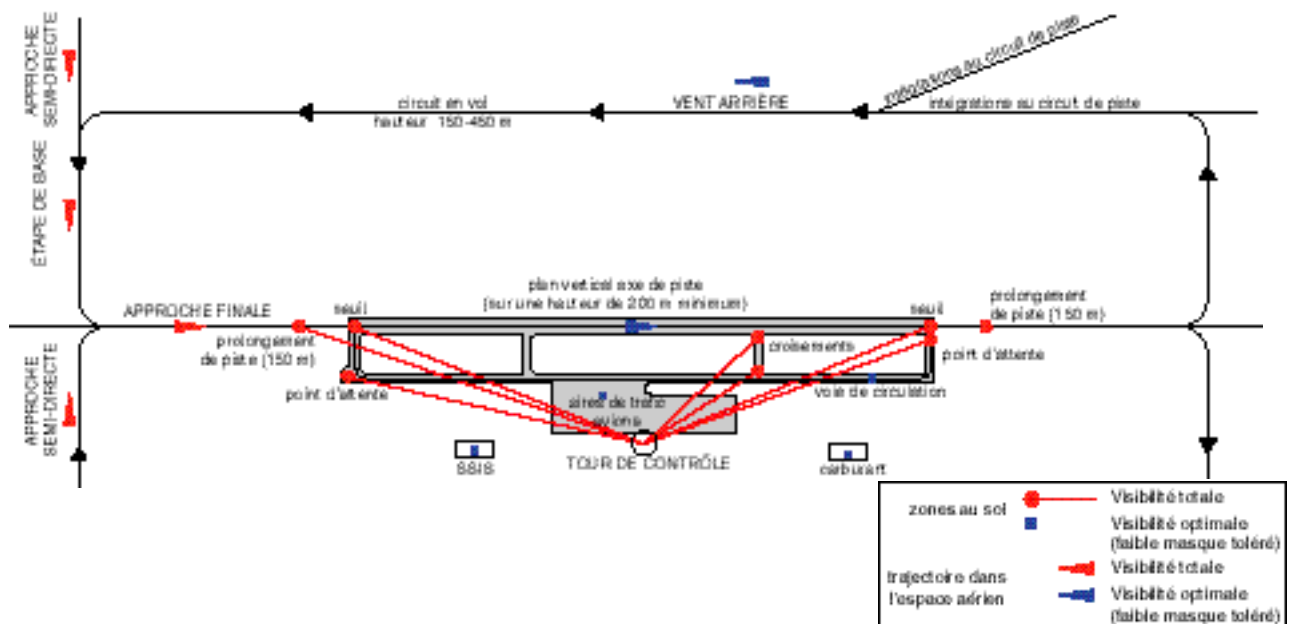 APPROCHE
SEMI-DIRECTE
intégrations au circuit de piste
circuit en vol
hauteur 150-450 m
VENT ARRIÈRE
intégrations au circut de piste
ÉTAPE DE BASE
plan vertical axe de piste
(sur une hauteur de 200 m minimum)
APPROCHE FINALE
seuil
seuil
prolongement
de piste (150 m)
prolongement
de piste (150 m)
croisements
point d'attente
point d'attente
voie de circulation
aires de trafic
avions
APPROCHE
SEMI-DIRECTE
SSIS
TOUR DE CONTRÔLE
carburart
zones au sol
Visibilité totale
Visibilité optimale
(faible masque toléré)
trajectoire dans
l'espace aérien
Visibilité totale
Visibilité optimale
(faible masque toléré)